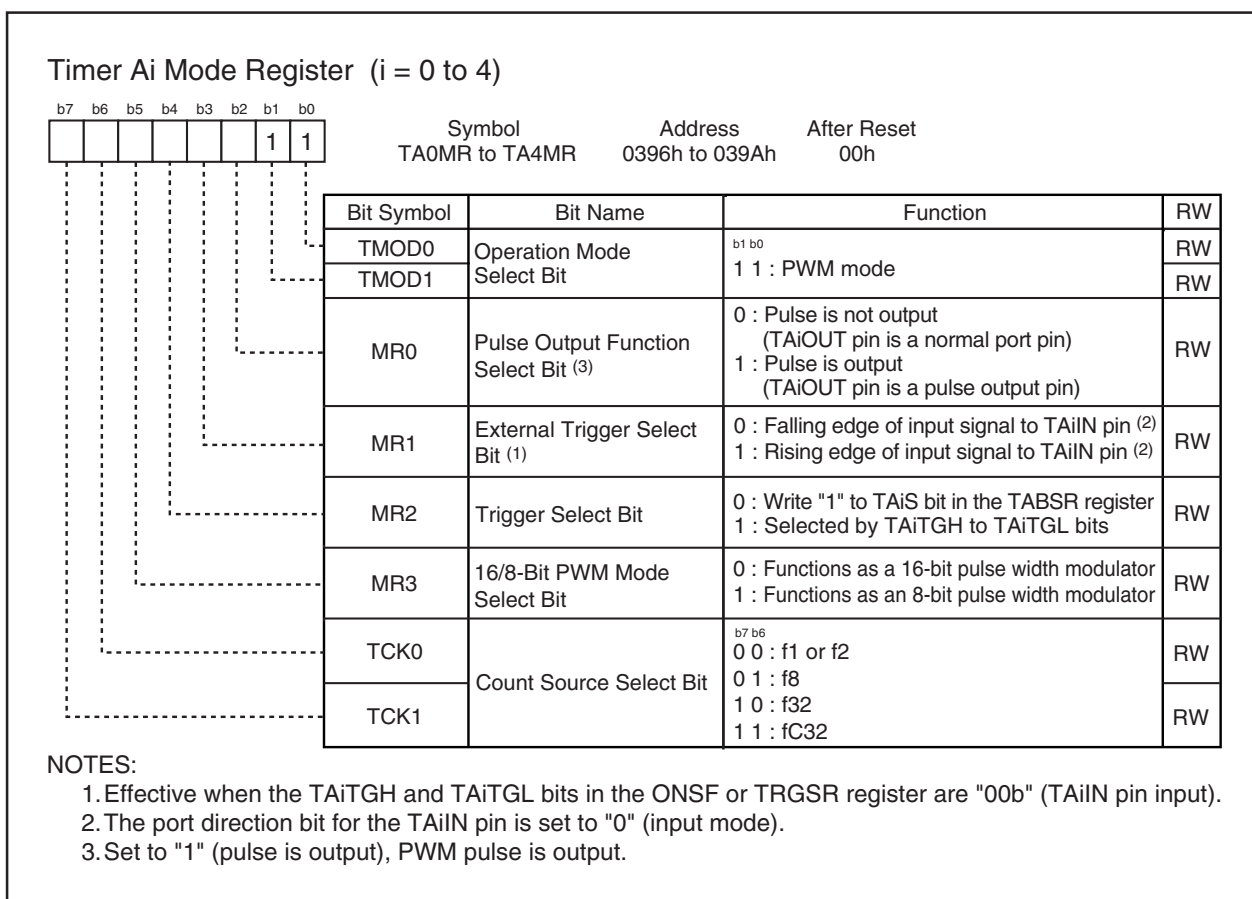 Timer Ai Mode Register (i = 0 to 4)
b7 b6 b5 b4 b3 b2 b1 b0
1 1
Symbol Address After Reset
TA0MR to TA4MR 0396h to 039Ah 00h
Bit Symbol Bit Name Function RW
TMOD0 Operation Mode Select Bit b1 b0 RW
TMOD1 1 1 : PWM mode RW
MR0 Pulse Output Function Select Bit (3) 0 : Pulse is not output RW
(TAiOUT pin is a normal port pin)
1 : Pulse is output
(TAiOUT pin is a pulse output pin)
MR1 External Trigger Select Bit (1) 0 : Falling edge of input signal to TAiIN pin (2) RW
1 : Rising edge of input signal to TAiIN pin (2)
MR2 Trigger Select Bit 0 : Write "1" to TAiS bit in the TABSR register RW
1 : Selected by TAiTGH to TAiTGL bits
MR3 16/8-Bit PWM Mode Select Bit 0 : Functions as a 16-bit pulse width modulator RW
1 : Functions as an 8-bit pulse width modulator
TCK0 Count Source Select Bit b7 b6 RW
0 0 : f1 or f2
0 1 : f8
TCK1 1 0 : f32 RW
1 1 : fC32
NOTES:
1. Effective when the TAiTGH and TAiTGL bits in the ONSF or TRGSR register are "00b" (TAiIN pin input).
2. The port direction bit for the TAiIN pin is set to "0" (input mode).
3. Set to "1" (pulse is output), PWM pulse is output.